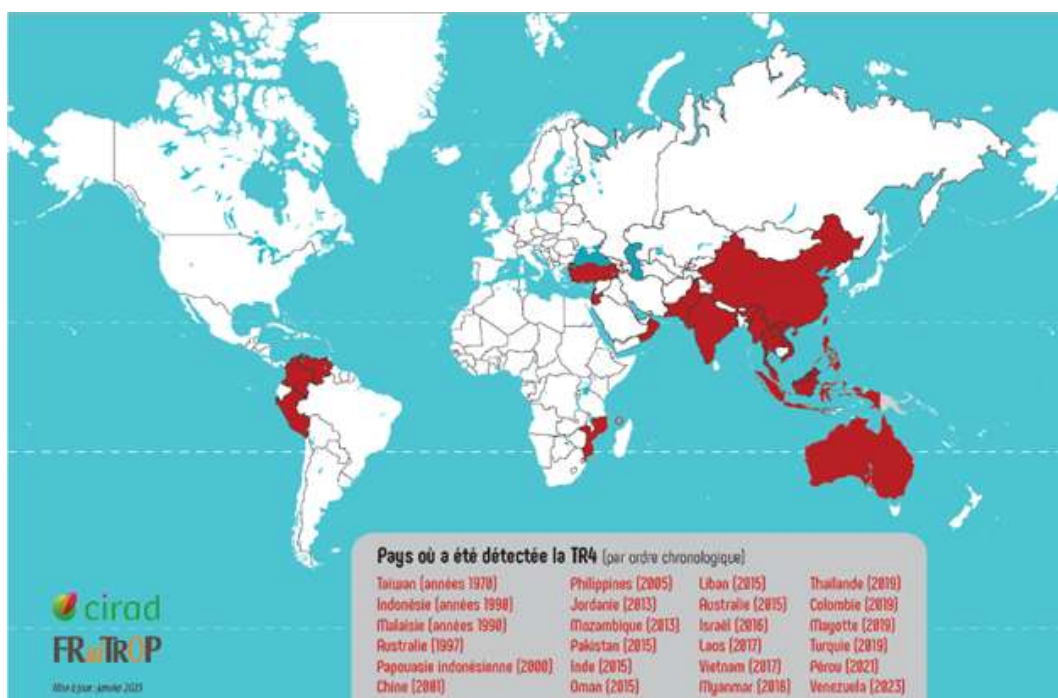 Pays où a été détectée la TR4 (par ordre chronologique)
Taïwan (années 1970)
Indonésie (années 1990)
Malaisie (années 1990)
Australie (1997)
Papouasie indonésienne (2000)
Chine (2001)
Philippines (2005)
Jordanie (2013)
Mozambique (2013)
Pakistan (2015)
Inde (2015)
Oman (2015)
Liban (2015)
Australie (2015)
Israël (2016)
Laos (2017)
Vietnam (2017)
Myanmar
Thaïlande (2019)
Colombie (2019)
Mayotte (2019)
Turquie (2019)
Pérou (2021)
Venezuela (2023)
cirad
FRuiTROP
Mise à jour : janvier